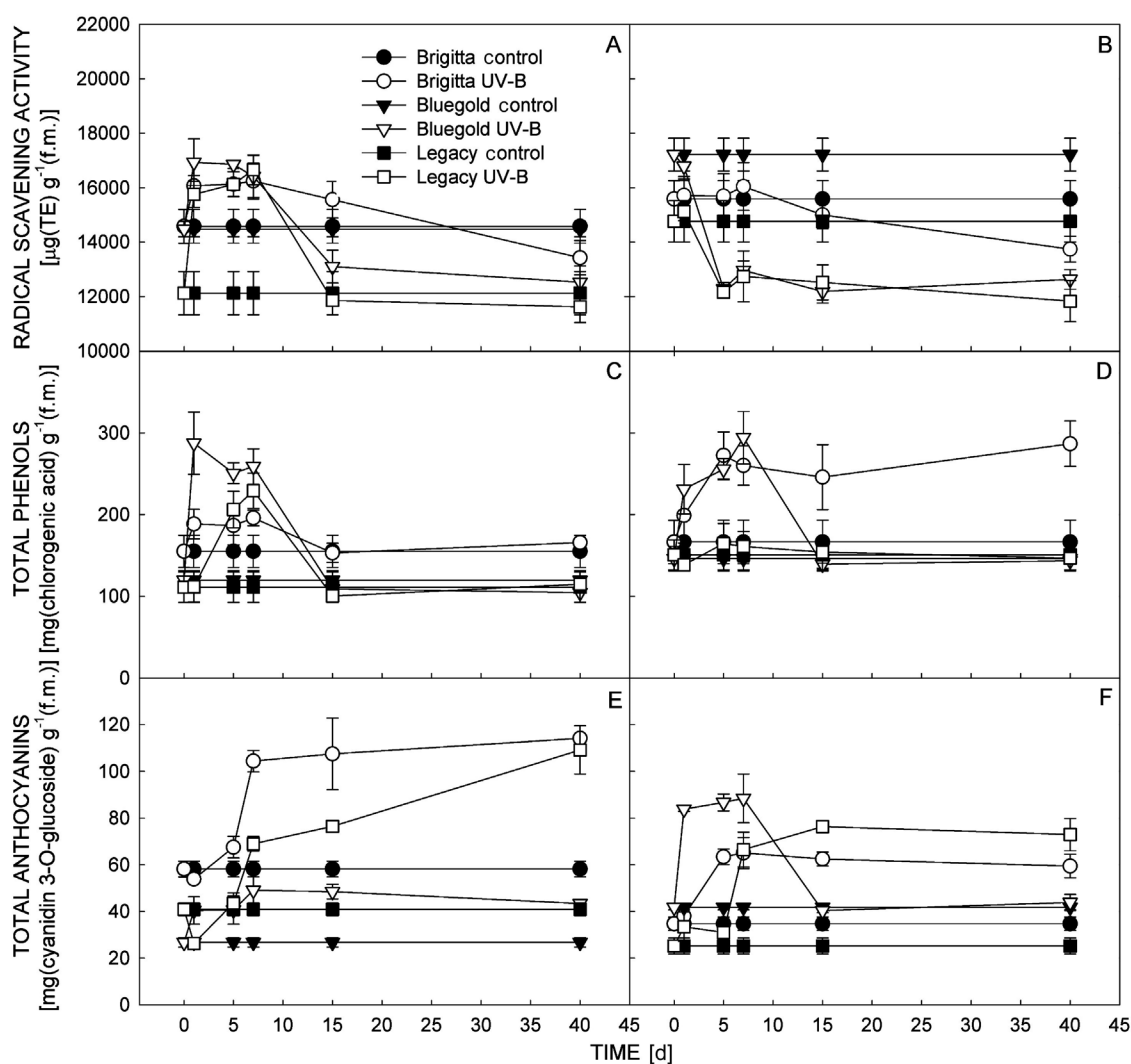 RADICAL SCAVENING ACTIVITY
[µg(TE) g-1(f.m.)]
22000
20000
18000
16000
14000
12000
10000
A
Brigitta control
Brigitta UV-B
Bluegold control
Bluegold UV-B
Legacy control
Legacy UV-B
B
TOTAL PHENOLS
[mg(chlorogenic acid) g-1(f.m.)]
300
200
100
0
C
D
TOTAL ANTHOCYANINS
[mg(cyanidin 3-O-glucoside) g-1(f.m.)]
120
100
80
60
40
20
0
E
F
0 5 10 15 20 25 30 35 40 45
0 5 10 15 20 25 30 35 40 45
TIME [d]